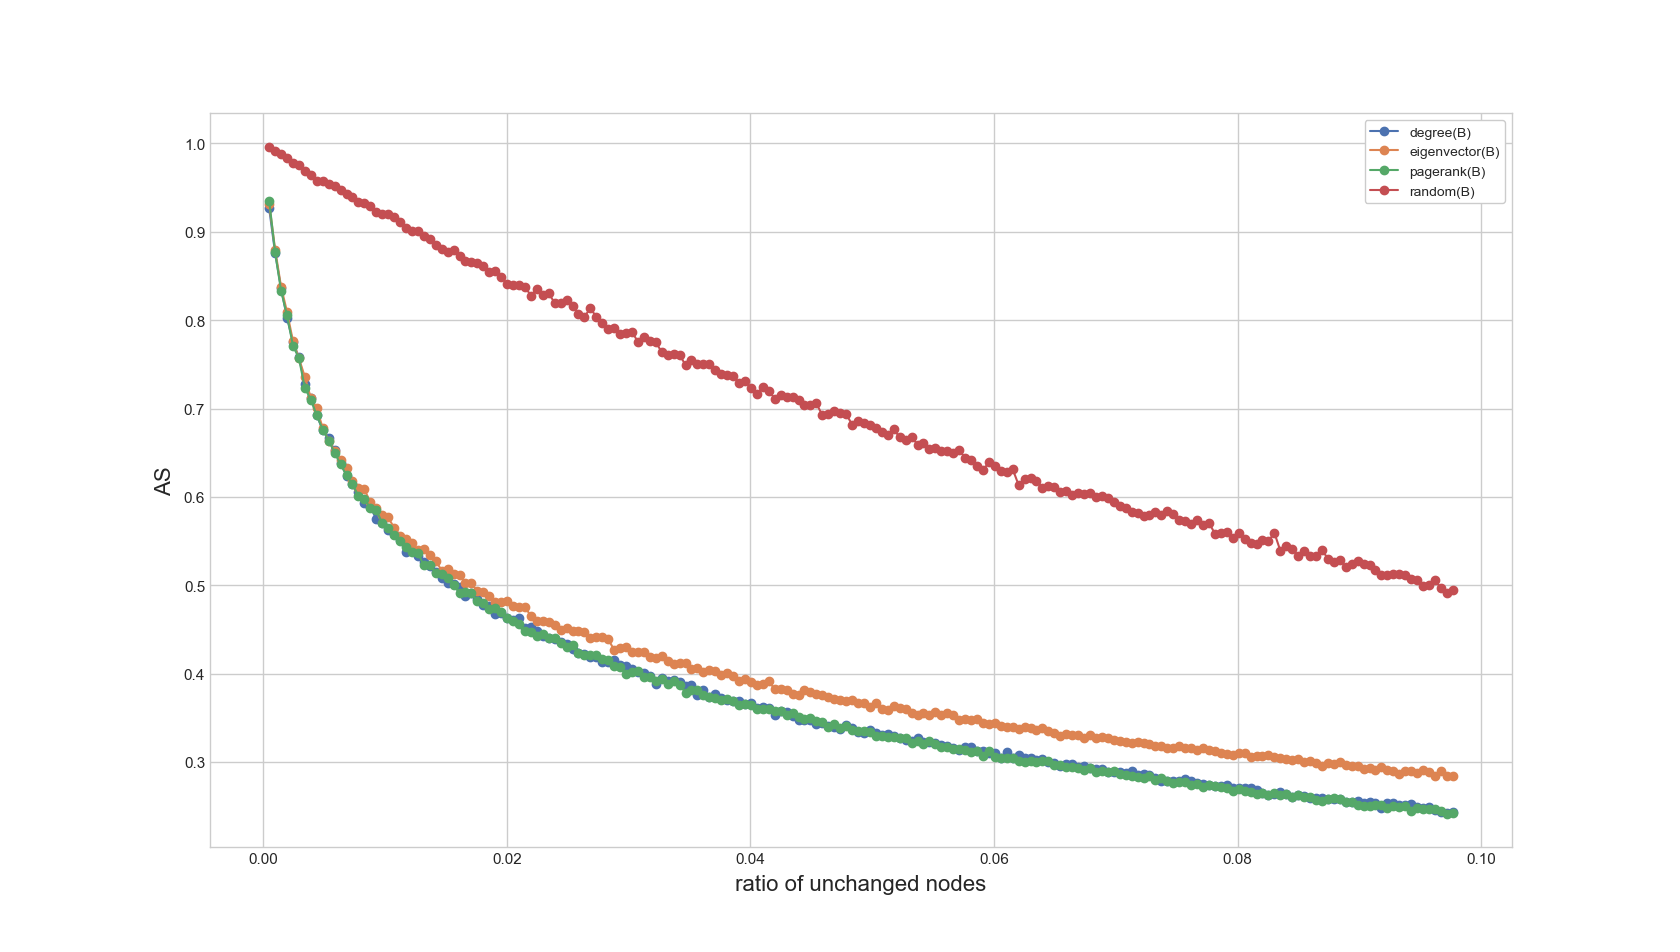 degree(B)
eigenvector(B)
pagerank(B)
random(B)
1.0
0.9
0.8
0.7
0.6
0.5
0.4
0.3
AS
0.00 0.02 0.04 0.06 0.08 0.10
ratio of unchanged nodes